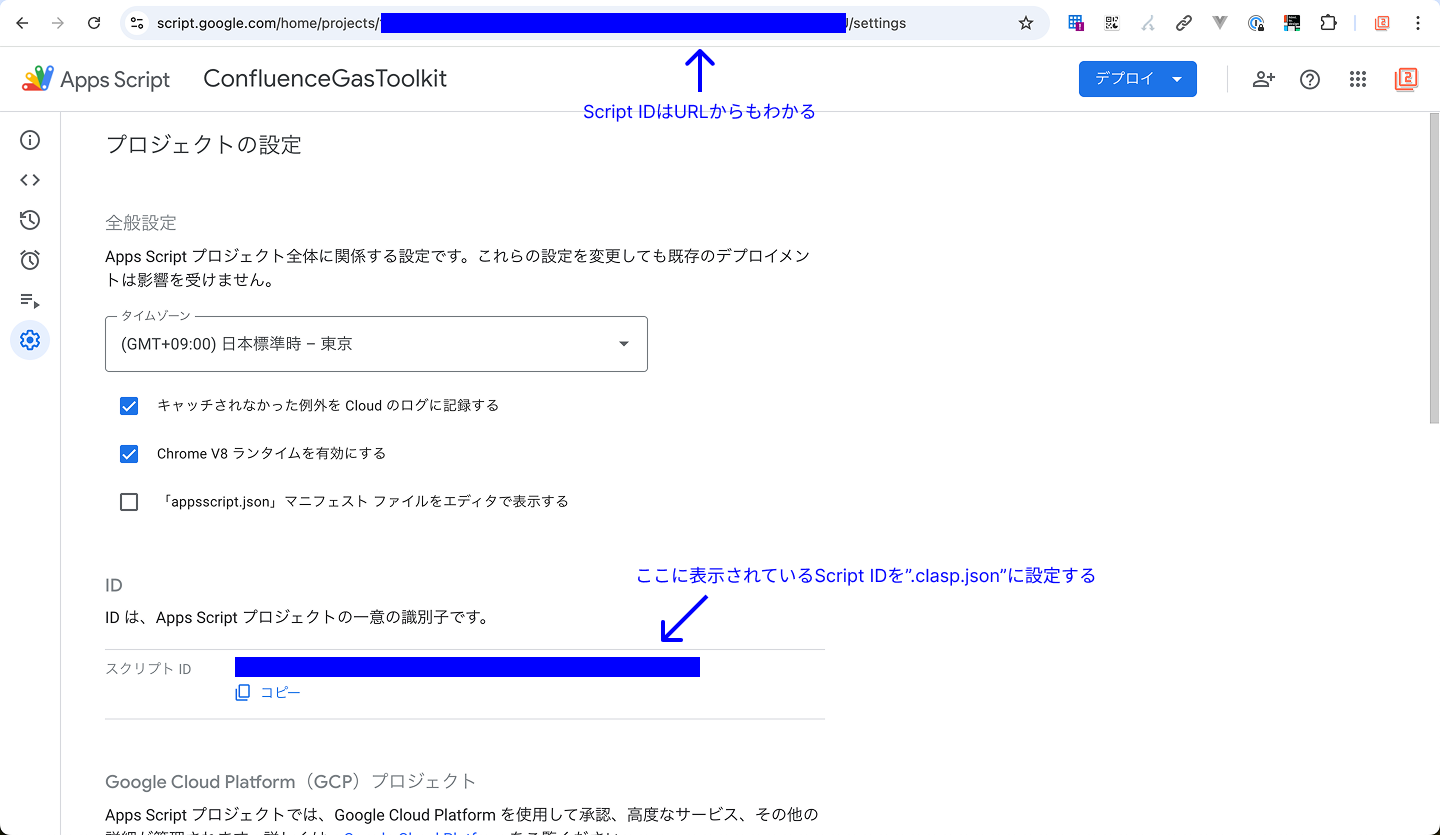 script.google.com/home/projects/ /settings
Apps Script ConfluenceGasToolkit デプロイ
Script IDはURLからもわかる
プロジェクトの設定
全般設定
Apps Script プロジェクト全体に関係する設定です。これらの設定を変更しても既存のデプロイメン
トは影響を受けません。
タイムゾーン
(GMT+09:00) 日本標準時 – 東京
キャッチされなかった例外を Cloud のログに記録する
Chrome V8 ランタイムを有効にする
「appsscript.json」マニフェスト ファイルをエディタで表示する
ここに表示されているScript IDを”.clasp.json”に設定する
ID
ID は、Apps Script プロジェクトの一意の識別子です。
スクリプト ID
コピー
Google Cloud Platform（GCP）プロジェクト
Apps Script プロジェクトでは、Google Cloud Platform を使用して承認、高度なサービス、その他の